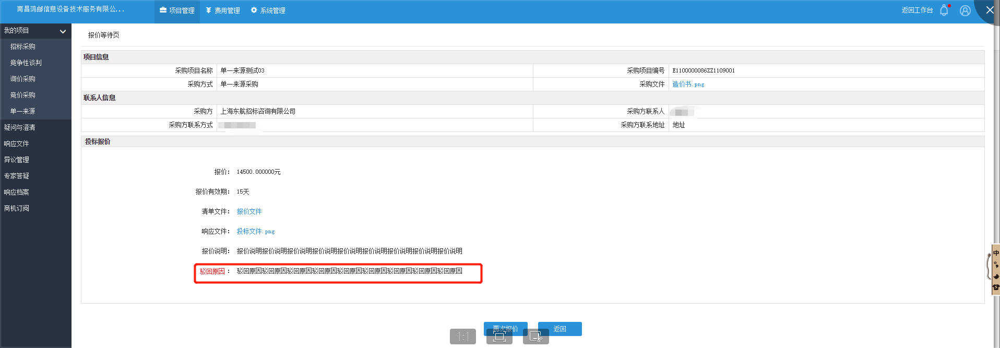 南昌鸿邮信息设备技术服务有限公...
项目管理
费用管理
系统管理
返回工作台
我的项目
招标采购
竞争性谈判
询价采购
竞价采购
单一来源
疑问与澄清
响应文件
异议管理
专家答疑
响应档案
商机订阅
报价等待页
项目信息
采购项目名称 单一来源测试03 采购项目编号 E1100000086ZZ1109001
采购方式 单一来源采购 采购文件 造价书.png
联系人信息
采购方 上海东航招标咨询有限公司 采购方联系人
采购方联系方式 采购方联系地址 地址
投标报价
报价： 14500.000000元
报价有效期： 15天
清单文件： 报价文件
响应文件： 投标文件.png
报价说明： 报价说明报价说明报价说明报价说明报价说明报价说明报价说明报价说明报价说明
驳回原因： 驳回原因驳回原因驳回原因驳回原因驳回原因驳回原因驳回原因驳回原因驳回原因
再次报价 返回
1:1
中